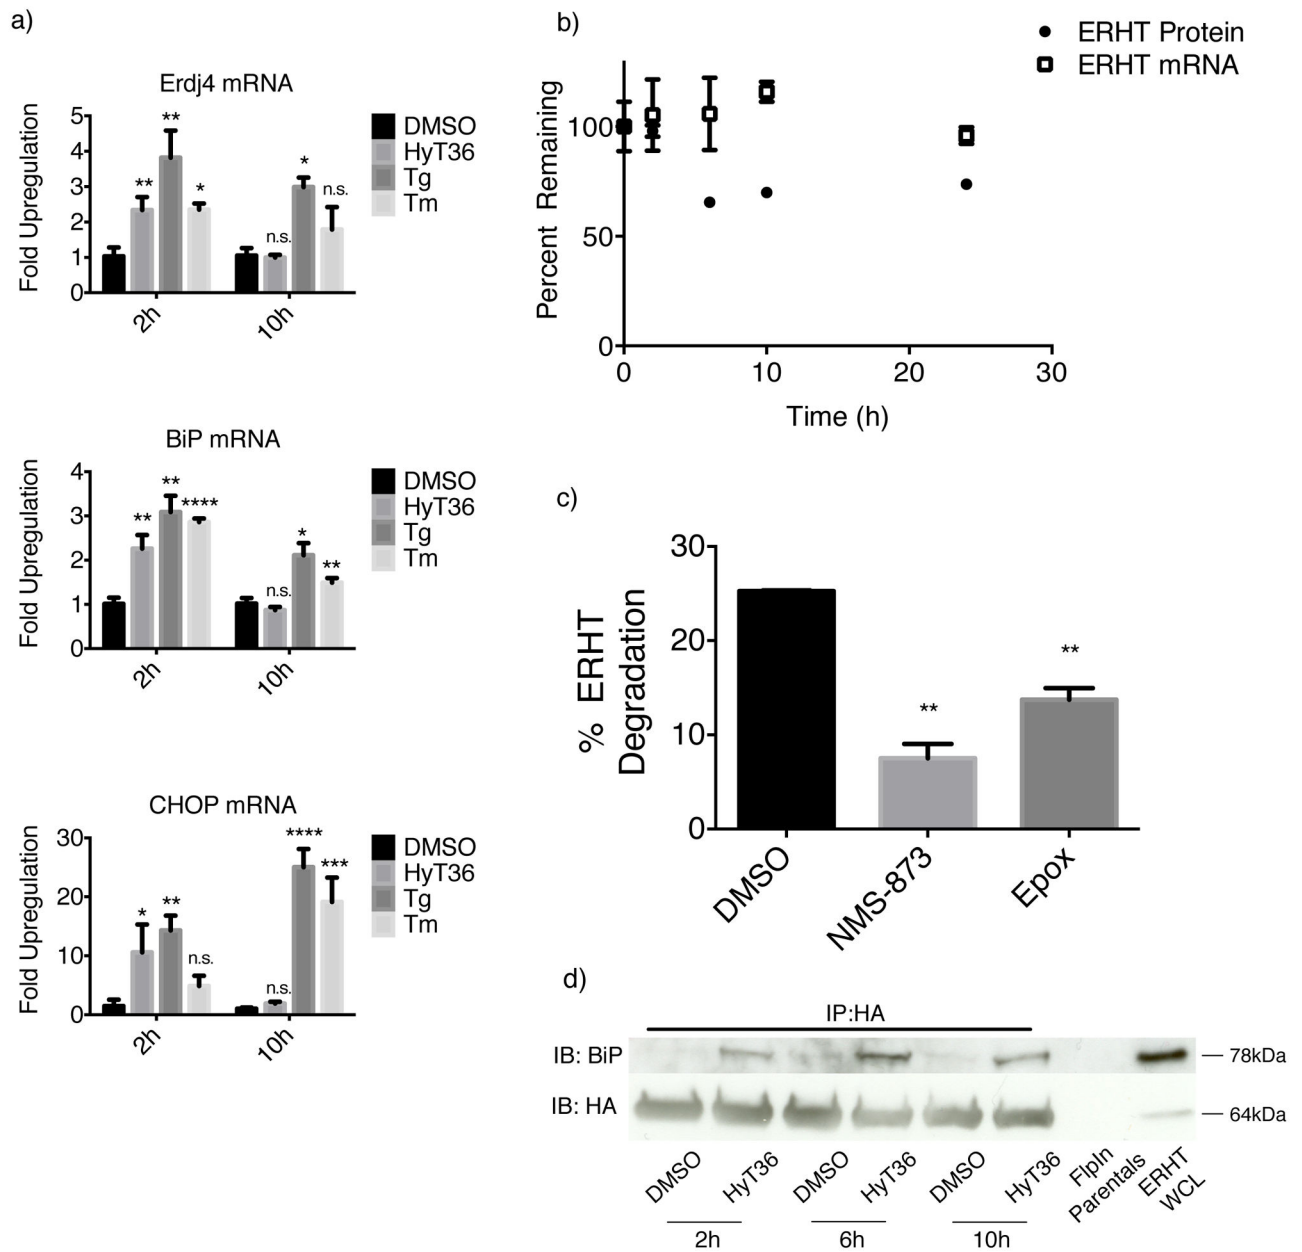 a)
Erdj4 mRNA
Fold Upregulation
5
4
3
2
1
0
**
**
*
n.s.
*
n.s.
2h
10h
DMSO
HyT36
Tg
Tm
BiP mRNA
Fold Upregulation
4
3
2
1
0
**
**
****
n.s.
*
**
2h
10h
DMSO
HyT36
Tg
Tm
CHOP mRNA
Fold Upregulation
30
20
10
0
*
**
n.s.
n.s.
****
***
2h
10h
DMSO
HyT36
Tg
Tm
b)
ERHT Protein
ERHT mRNA
Percent Remaining
100
50
0
0
10
20
30
Time (h)
c)
% ERHT
Degradation
30
20
10
0
**
**
DMSO
NMS-873
Epox
d)
IP:HA
IB: BiP
78kDa
IB: HA
64kDa
DMSO
HyT36
DMSO
HyT36
DMSO
HyT36
FlpIn
Parentals
ERHT
WCL
2h
6h
10h